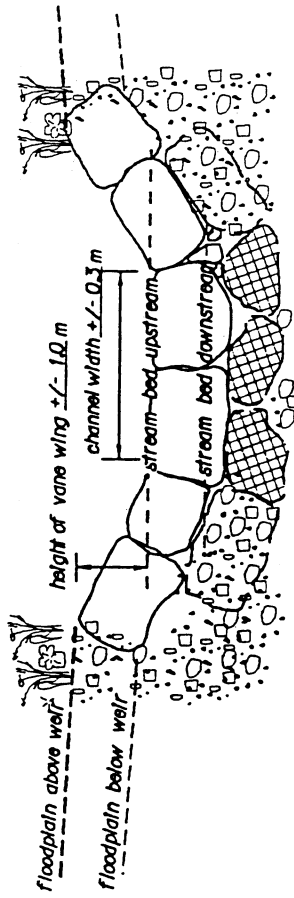 floodplain above weir
floodplain below weir
height of vane wing +/- 1.0 m
channel width +/- 0.3 m
stream bed upstream
stream bed downstream